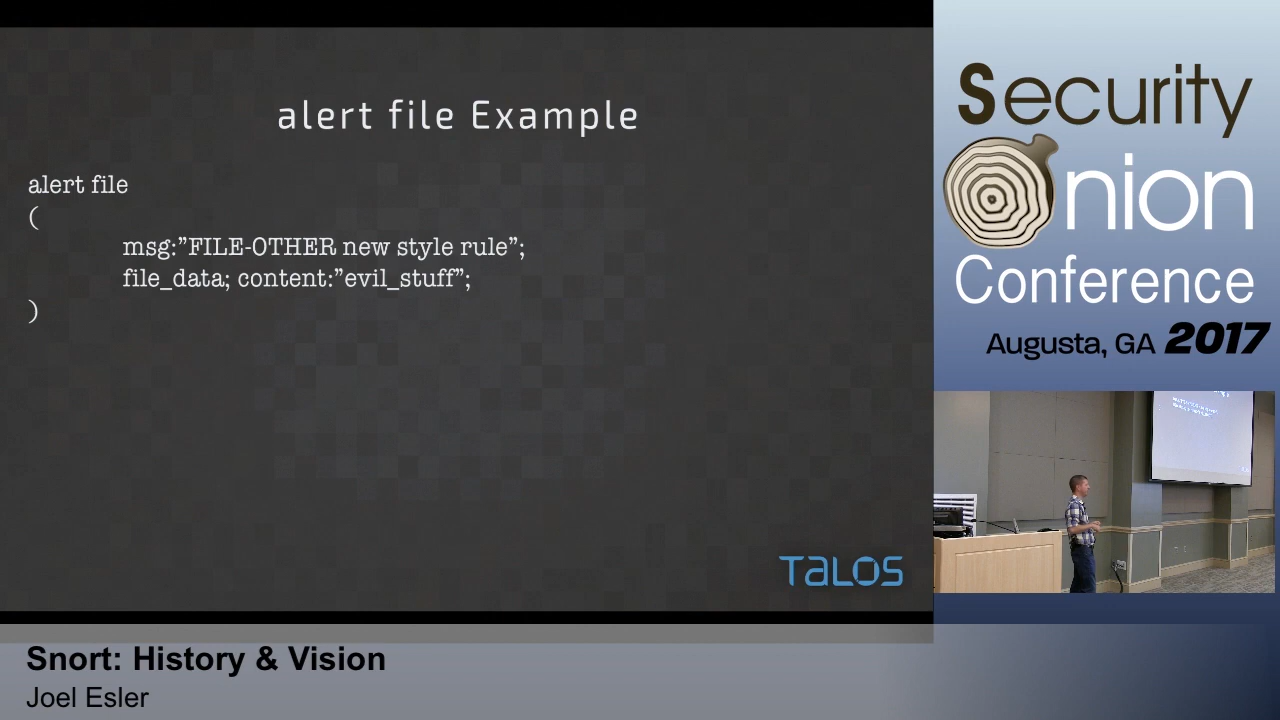 alert file Example
alert file
(
msg:”FILE-OTHER new style rule”;
file_data; content:”evil_stuff”;
)
TALOS
Security
Onion
Conference
Augusta, GA 2017
Snort: History & Vision
Joel Esler